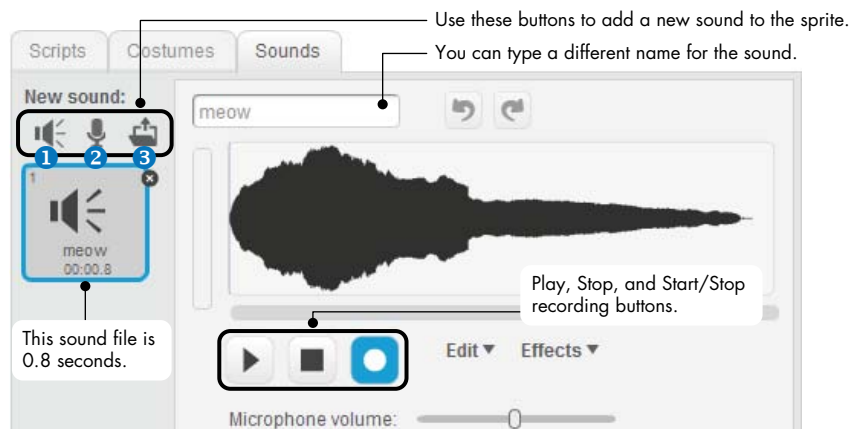 Use these buttons to add a new sound to the sprite.
Scripts Costumes Sounds
You can type a different name for the sound.
New sound:
meow
1 2 3
1
meow
00:00.8
Play, Stop, and Start/Stop
recording buttons.
This sound file is
0.8 seconds.
Edit ▼ Effects ▼
Microphone volume: